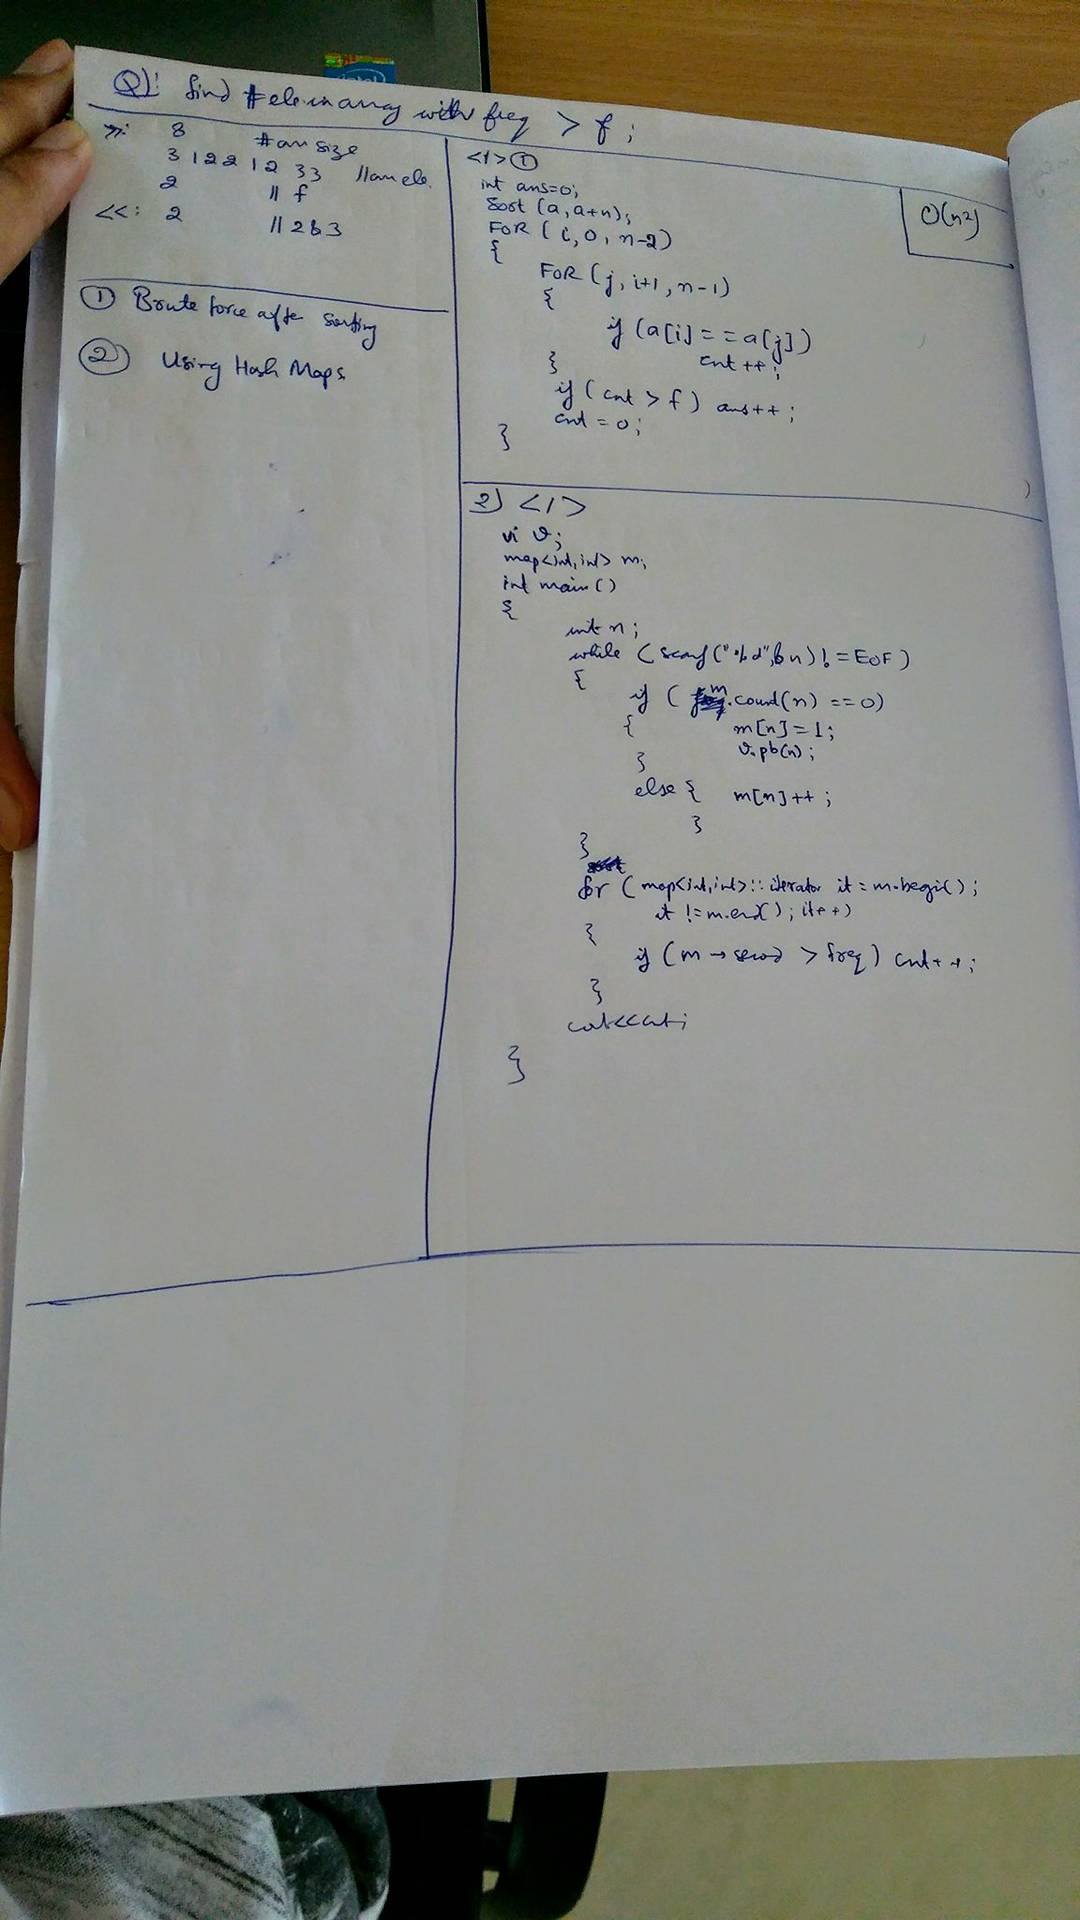 Q1: find #ele in array with freq > f ;
>>: 8 #arr size
3 1 2 2 1 2 3 3 //arr ele.
2 // f
<<: 2 // 2 & 3
① Brute force after sorting
② Using Hash Maps
<1> ①
O(n²)
int ans=0;
Sort (a, a+n);
FOR ( i, 0, n-2)
{
FOR (j, i+1, n-1)
{
if (a[i] == a[j])
cnt ++ ;
}
if ( cnt > f ) ans++ ;
cnt = 0 ;
}
2) <1>
vi v;
map<int,int> m;
int main()
{
int n ;
while ( scanf("%d",&n) != EOF )
{
if ( m.count(n) == 0)
{ m[n] = 1;
v.pb(n) ;
}
else { m[n]++ ;
}
}
for ( map<int,int> :: iterator it = m.begi() ;
it != m.end() ; it++)
{
if ( m → second > freq ) cnt++ ;
}
cout<<cnt ;
}
intel